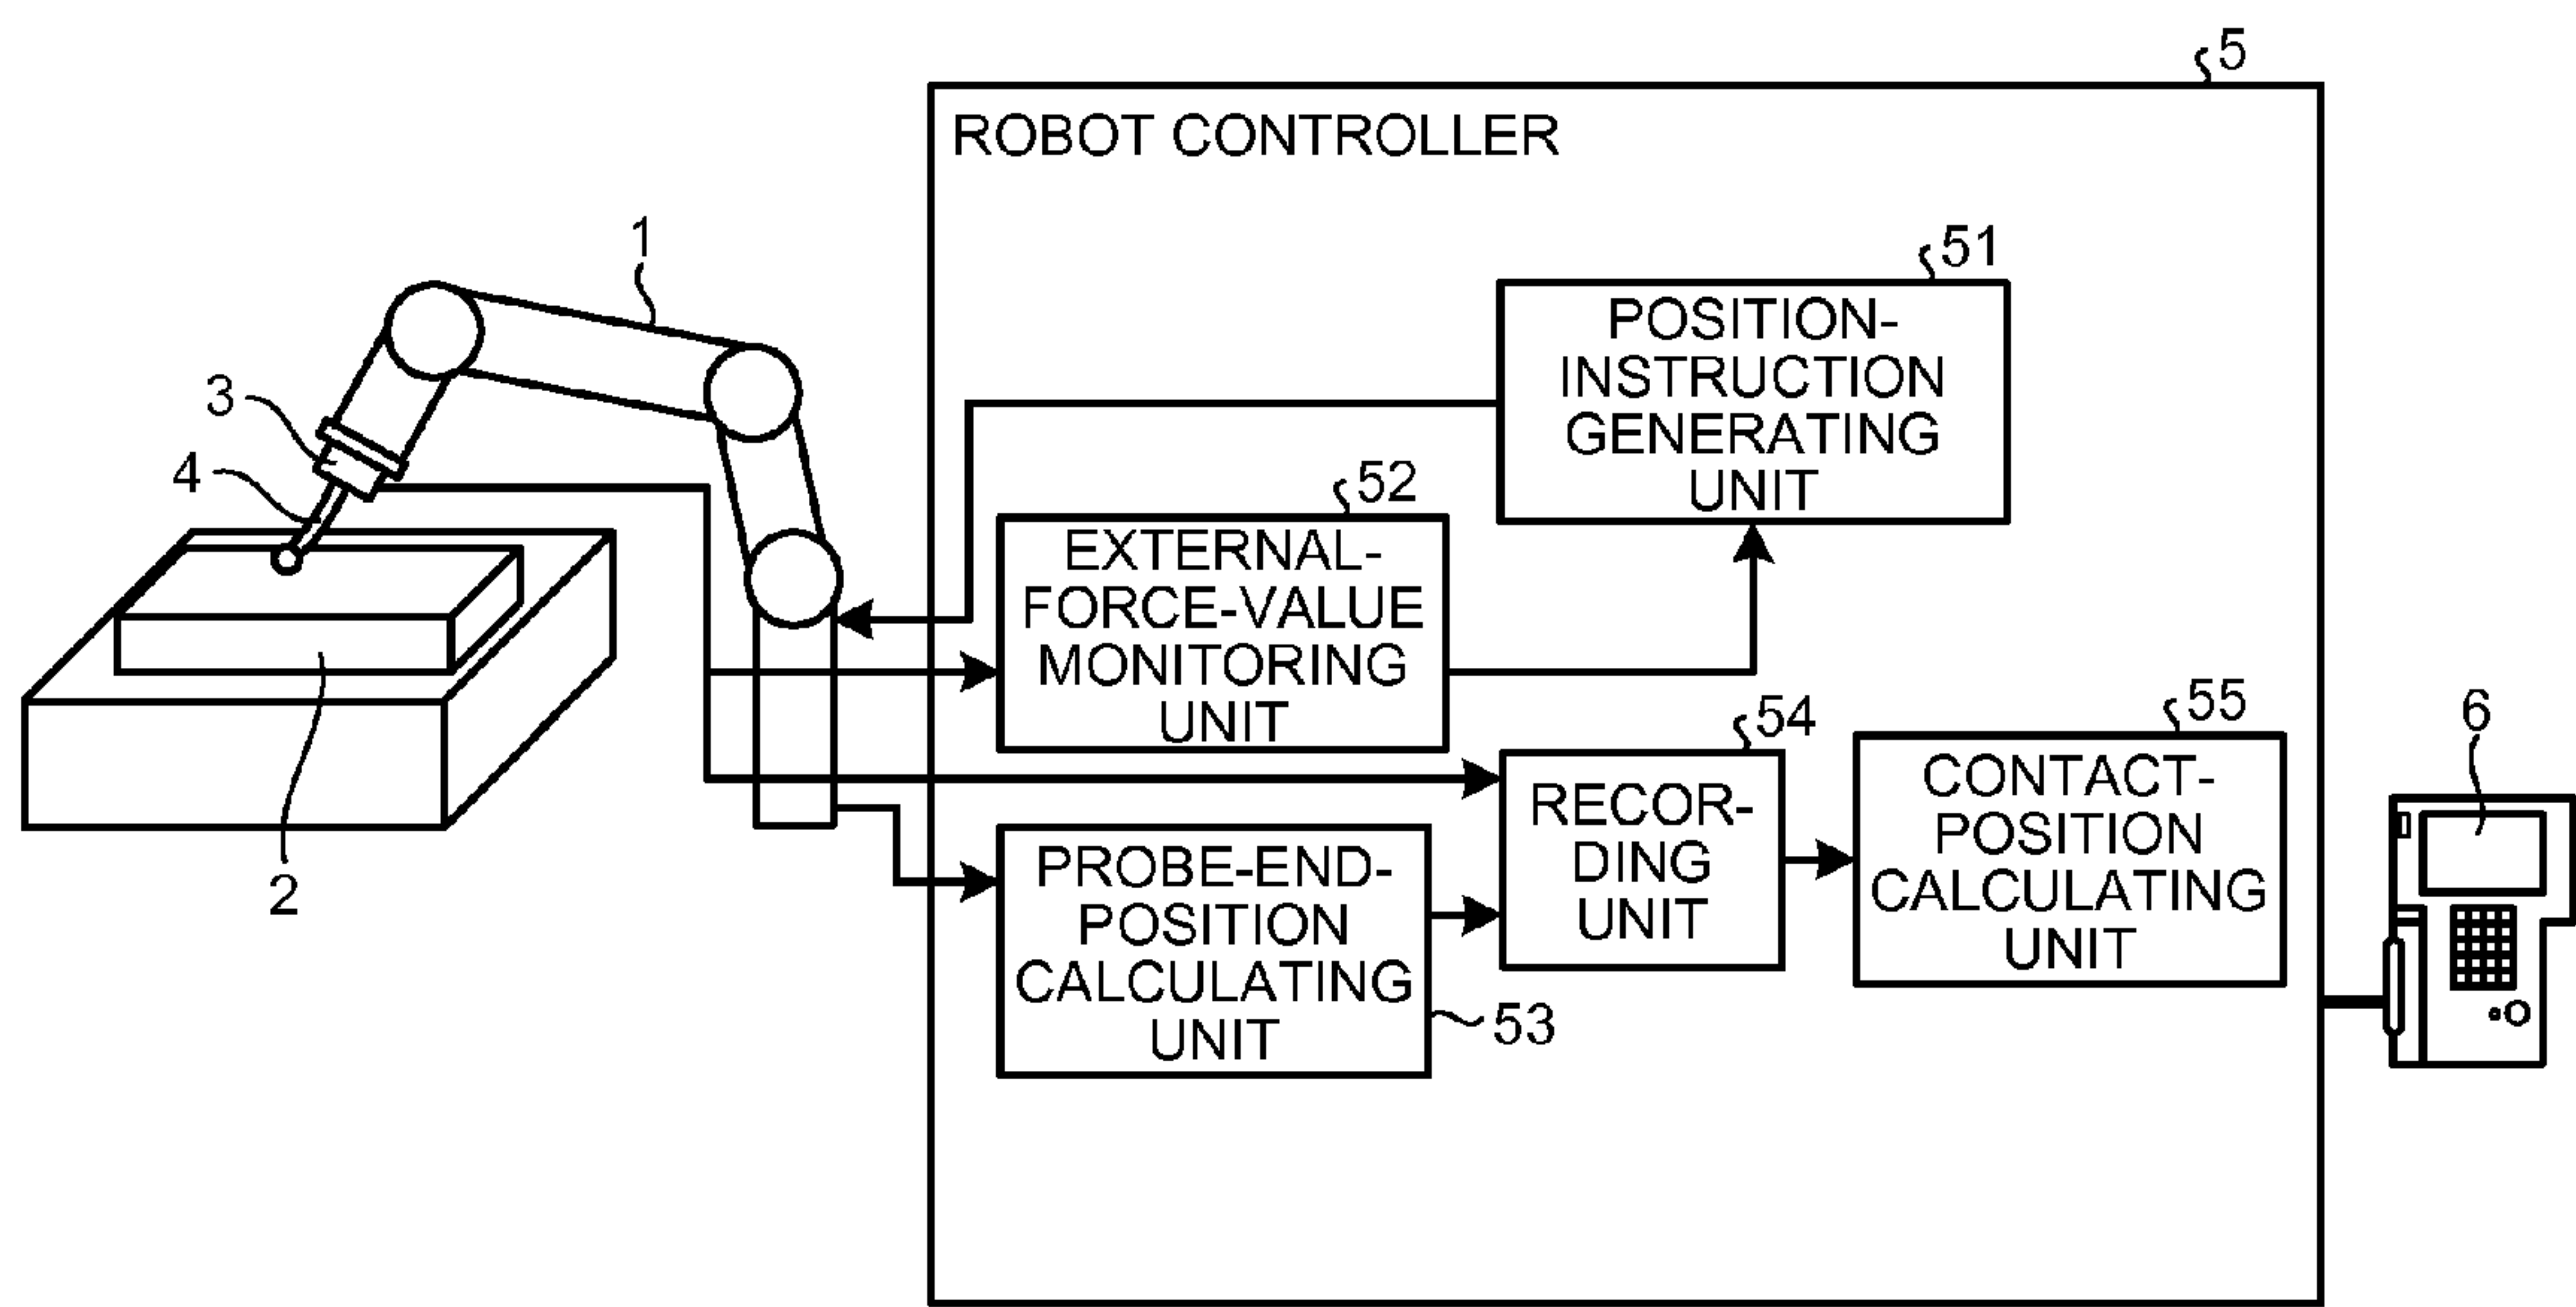 5
ROBOT CONTROLLER
1
51
POSITION-
INSTRUCTION
GENERATING
UNIT
3
4
52
EXTERNAL-
FORCE-VALUE
MONITORING
UNIT
54
RECOR-
DING
UNIT
55
CONTACT-
POSITION
CALCULATING
UNIT
6
2
PROBE-END-
POSITION
CALCULATING
UNIT
53